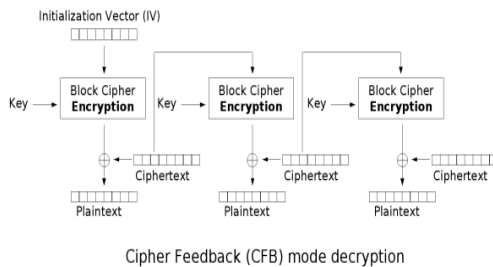 Initialization Vector (IV)
Key
Block Cipher
Encryption
Key
Block Cipher
Encryption
Key
Block Cipher
Encryption
Ciphertext
Ciphertext
Ciphertext
Plaintext
Plaintext
Plaintext
Cipher Feedback (CFB) mode decryption